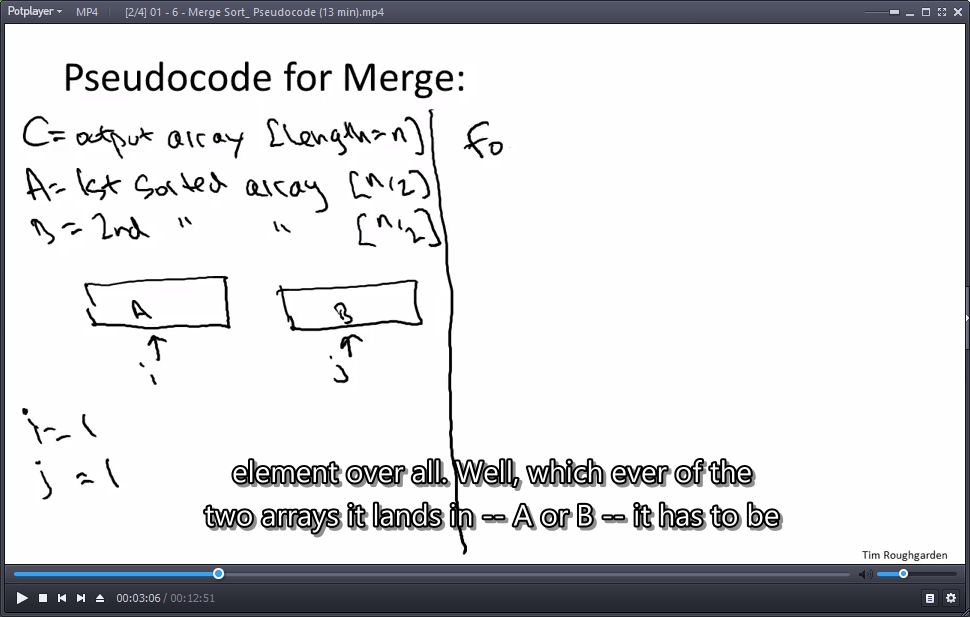 Potplayer MP4 [2/4] 01 - 6 - Merge Sort_ Pseudocode (13 min).mp4
Pseudocode for Merge:
C = output array [length = n]
A = 1st sorted array [n/2]
B = 2nd " " [n/2]
Fo
A
B
i
j
i = 1
j = 1
element over all. Well, which ever of the
two arrays it lands in -- A or B -- it has to be
Tim Roughgarden
00:03:06 / 00:12:51